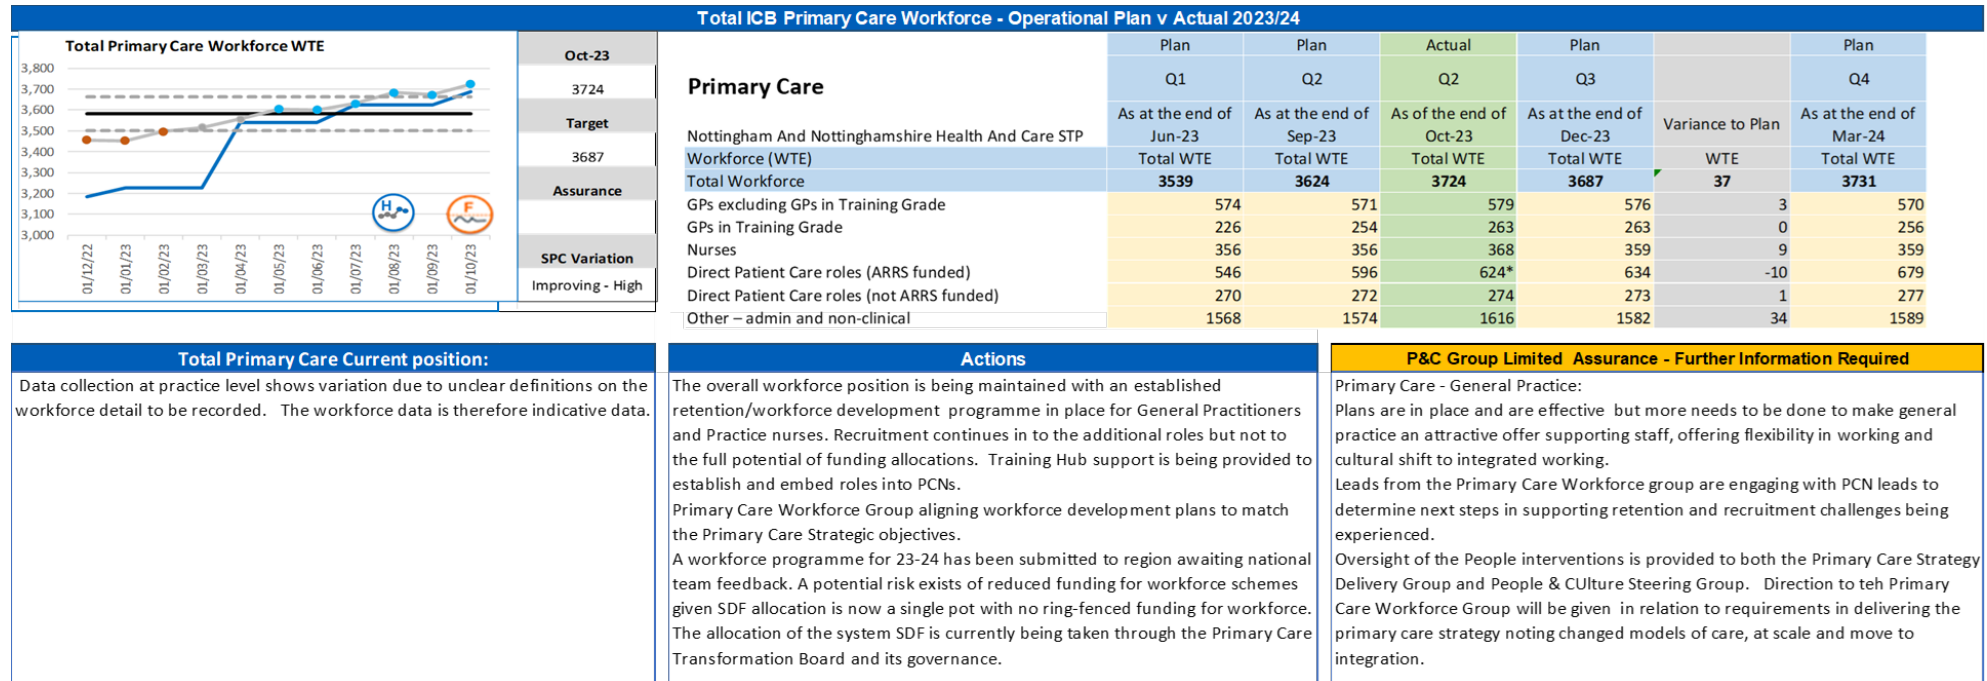 Total ICB Primary Care Workforce - Operational Plan v Actual 2023/24
Total Primary Care Workforce WTE
3,800
3,700
3,600
3,500
3,400
3,300
3,200
3,100
3,000
01/12/22 01/01/23 01/02/23 01/03/23 01/04/23 01/05/23 01/06/23 01/07/23 01/08/23 01/09/23 01/10/23
H
F
Oct-23
3724
Target
3687
Assurance
SPC Variation
Improving - High
Plan Plan Actual Plan Plan
Primary Care Q1 Q2 Q2 Q3 Q4
As at the end of As at the end of As of the end of As at the end of As at the end of
Nottingham And Nottinghamshire Health And Care STP Jun-23 Sep-23 Oct-23 Dec-23 Variance to Plan Mar-24
Workforce (WTE) Total WTE Total WTE Total WTE Total WTE WTE Total WTE
Total Workforce 3539 3624 3724 3687 37 3731
GPs excluding GPs in Training Grade 574 571 579 576 3 570
GPs in Training Grade 226 254 263 263 0 256
Nurses 356 356 368 359 9 359
Direct Patient Care roles (ARRS funded) 546 596 624* 634 -10 679
Direct Patient Care roles (not ARRS funded) 270 272 274 273 1 277
Other – admin and non-clinical 1568 1574 1616 1582 34 1589
Total Primary Care Current position:
Data collection at practice level shows variation due to unclear definitions on the
workforce detail to be recorded. The workforce data is therefore indicative data.
Actions
The overall workforce position is being maintained with an established
retention/workforce development programme in place for General Practitioners
and Practice nurses. Recruitment continues in to the additional roles but not to
the full potential of funding allocations. Training Hub support is being provided to
establish and embed roles into PCNs.
Primary Care Workforce Group aligning workforce development plans to match
the Primary Care Strategic objectives.
A workforce programme for 23-24 has been submitted to region awaiting national
team feedback. A potential risk exists of reduced funding for workforce schemes
given SDF allocation is now a single pot with no ring-fenced funding for workforce.
The allocation of the system SDF is currently being taken through the Primary Care
Transformation Board and its governance.
P&C Group Limited Assurance - Further Information Required
Primary Care - General Practice:
Plans are in place and are effective but more needs to be done to make general
practice an attractive offer supporting staff, offering flexibility in working and
cultural shift to integrated working.
Leads from the Primary Care Workforce group are engaging with PCN leads to
determine next steps in supporting retention and recruitment challenges being
experienced.
Oversight of the People interventions is provided to both the Primary Care Strategy
Delivery Group and People & CUlture Steering Group. Direction to teh Primary
Care Workforce Group will be given in relation to requirements in delivering the
primary care strategy noting changed models of care, at scale and move to
integration.